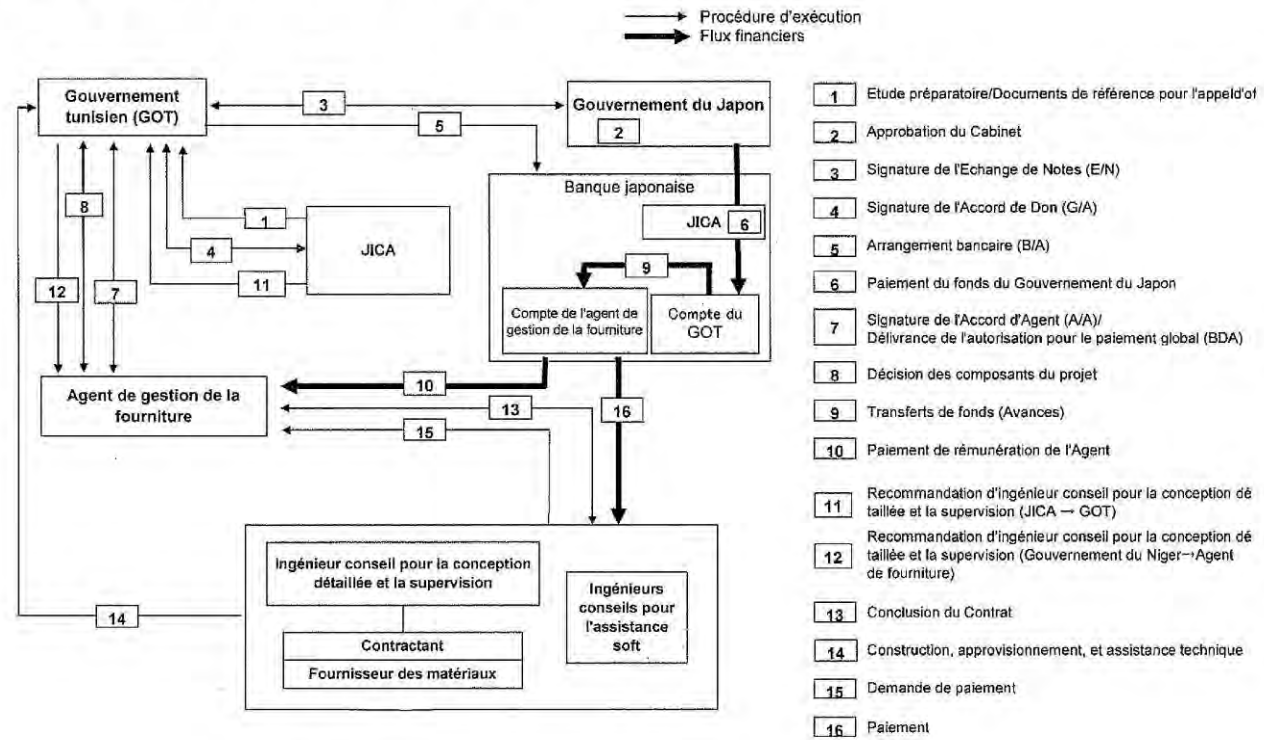 Procédure d'exécution
Flux financiers
Gouvernement
tunisien (GOT)
3
5
Gouvernement du Japon
2
Banque japonaise
JICA
6
9
Compte de l'agent de
gestion de la fourniture
Compte du
GOT
8
1
4
11
JICA
12
7
Agent de gestion de la
fourniture
10
13
15
16
Ingénieur conseil pour la conception
détaillée et la supervision
Contractant
Fournisseur des matériaux
Ingénieurs
conseils pour
l'assistance
soft
14
1 Etude préparatoire/Documents de référence pour l'appeld'of
2 Approbation du Cabinet
3 Signature de l'Echange de Notes (E/N)
4 Signature de l'Accord de Don (G/A)
5 Arrangement bancaire (B/A)
6 Paiement du fonds du Gouvernement du Japon
7 Signature de l'Accord d'Agent (A/A)/
Délivrance de l'autorisation pour le paiement global (BDA)
8 Décision des composants du projet
9 Transferts de fonds (Avances)
10 Paiement de rémunération de l'Agent
11 Recommandation d'ingénieur conseil pour la conception dé
taillée et la supervision (JICA → GOT)
12 Recommandation d'ingénieur conseil pour la conception dé
taillée et la supervision (Gouvernement du Niger→Agent
de fourniture)
13 Conclusion du Contrat
14 Construction, approvisionnement, et assistance technique
15 Demande de paiement
16 Paiement